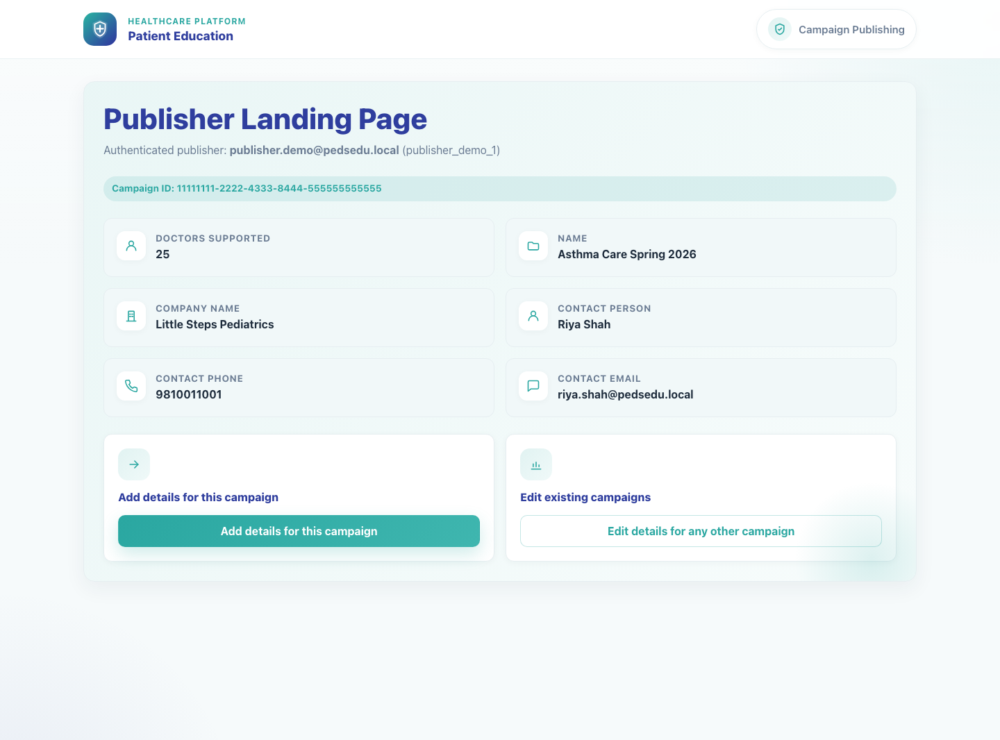 HEALTHCARE PLATFORM
Patient Education
Campaign Publishing
Publisher Landing Page
Authenticated publisher: publisher.demo@pedsedu.local (publisher_demo_1)
Campaign ID: 11111111-2222-4333-8444-555555555555
DOCTORS SUPPORTED
25
NAME
Asthma Care Spring 2026
COMPANY NAME
Little Steps Pediatrics
CONTACT PERSON
Riya Shah
CONTACT PHONE
9810011001
CONTACT EMAIL
riya.shah@pedsedu.local
Add details for this campaign
Add details for this campaign
Edit existing campaigns
Edit details for any other campaign